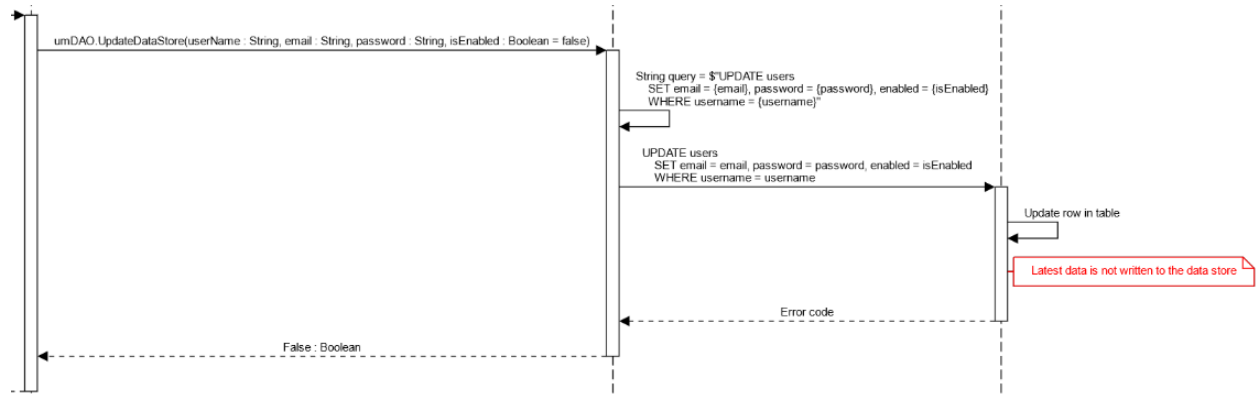 umDAO.UpdateDataStore(userName : String, email : String, password : String, isEnabled : Boolean = false)
String query = $"UPDATE users
SET email = {email}, password = {password}, enabled = {isEnabled}
WHERE username = {username}"
UPDATE users
SET email = email, password = password, enabled = isEnabled
WHERE username = username
Update row in table
Latest data is not written to the data store
Error code
False : Boolean